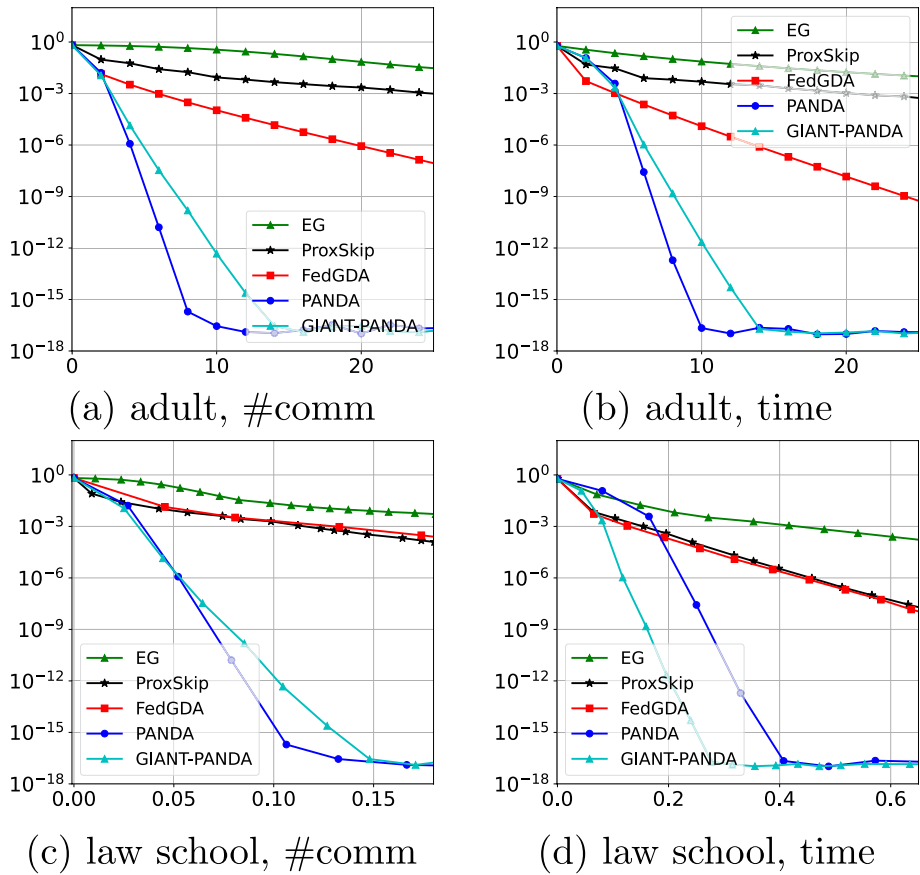 10^0
10^-3
10^-6
10^-9
10^-12
10^-15
10^-18
0
10
20
EG
ProxSkip
FedGDA
PANDA
GIANT-PANDA
(a) adult, #comm
10^0
10^-3
10^-6
10^-9
10^-12
10^-15
10^-18
0
10
20
EG
ProxSkip
FedGDA
PANDA
GIANT-PANDA
(b) adult, time
10^0
10^-3
10^-6
10^-9
10^-12
10^-15
10^-18
0.00
0.05
0.10
0.15
EG
ProxSkip
FedGDA
PANDA
GIANT-PANDA
(c) law school, #comm
10^0
10^-3
10^-6
10^-9
10^-12
10^-15
10^-18
0.0
0.2
0.4
0.6
EG
ProxSkip
FedGDA
PANDA
GIANT-PANDA
(d) law school, time